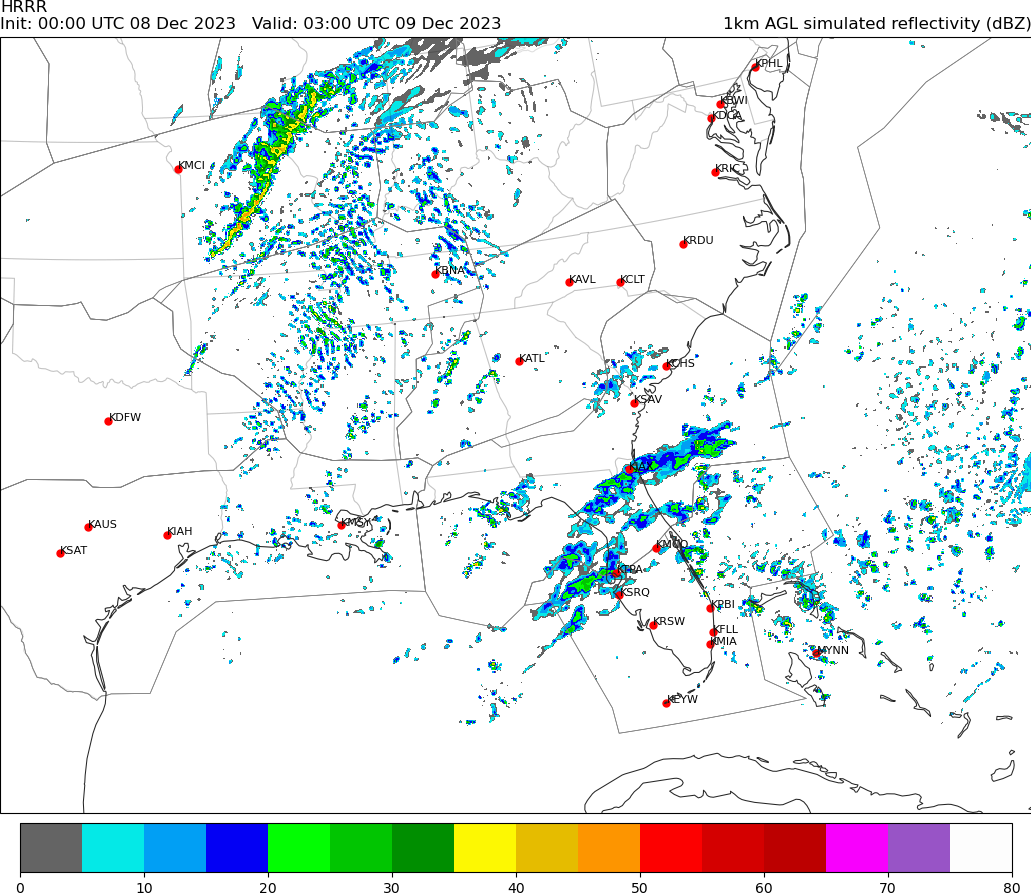 HRRR
Init: 00:00 UTC 08 Dec 2023   Valid: 03:00 UTC 09 Dec 2023   1km AGL simulated reflectivity (dBZ)
KPHL
KBWI
KDCA
KMCI
KRIC
KRDU
KBNA
KAVL
KCLT
KATL
KCHS
KSAV
KDFW
KJAX
KAUS
KMSY
KIAH
KSAT
KMCO
KTPA
KSRQ
KPBI
KRSW
KFLL
KMIA
MYNN
KEYW
0 10 20 30 40 50 60 70 80